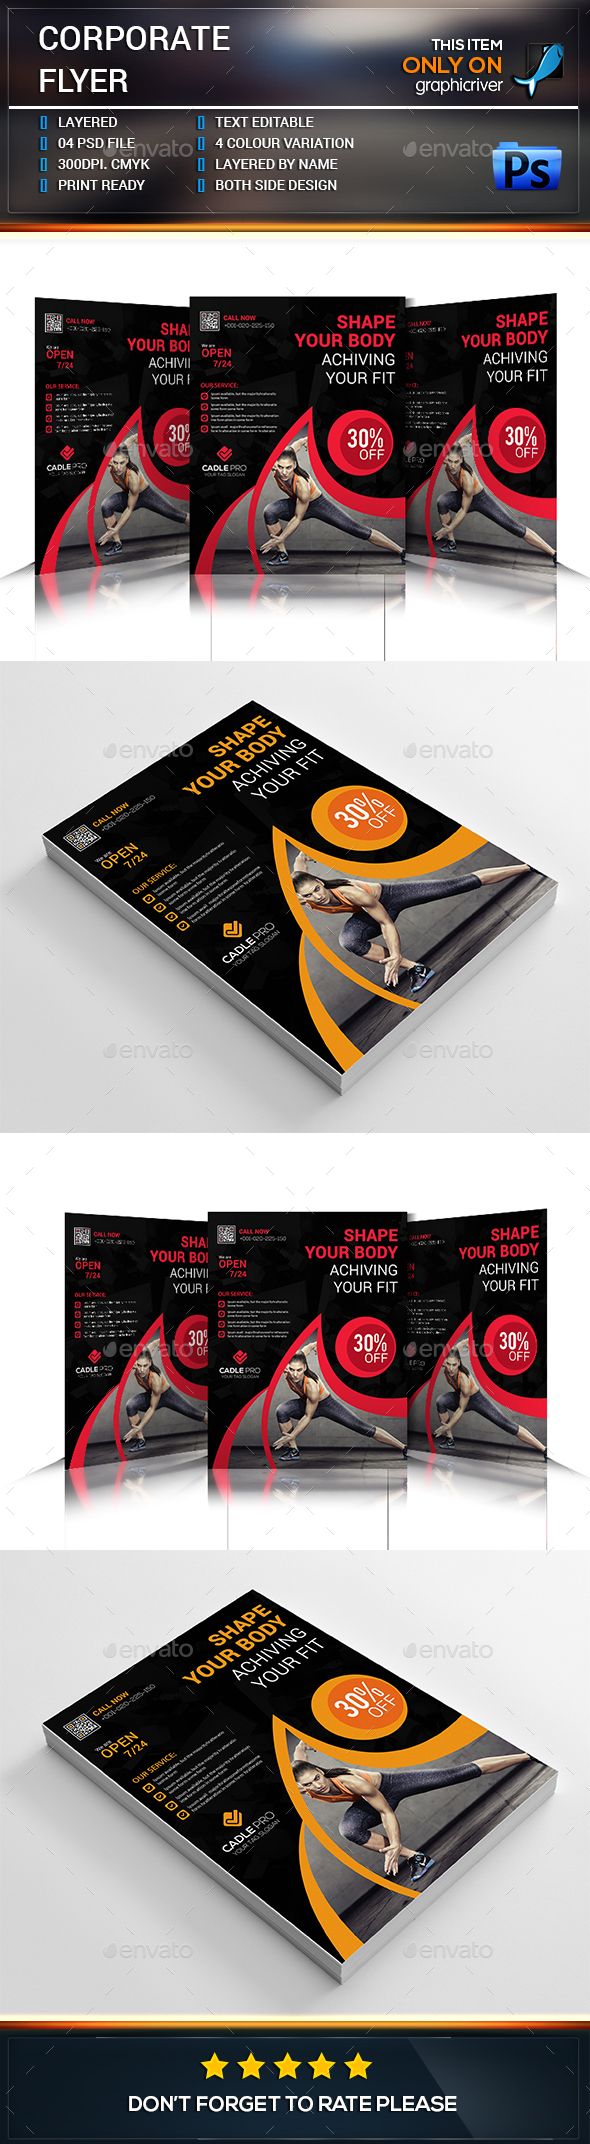 CORPORATE
FLYER
THIS ITEM
ONLY ON
graphicriver
LAYERED
04 PSD FILE
300DPI. CMYK
PRINT READY
TEXT EDITABLE
4 COLOUR VARIATION
LAYERED BY NAME
BOTH SIDE DESIGN
Ps
envato
CALL NOW
+001-020-225-150
We are
OPEN
7/24
OUR SERVICE:
SHAPE
YOUR BODY
ACHIVING
YOUR FIT
30%
OFF
CADLE PRO
YOUR TAG SLOGAN
SHAPE
YOUR BODY
ACHIVING
YOUR FIT
30%
OFF
CALL NOW
+001-020-225-150
We are
OPEN
7/24
OUR SERVICE:
CADLE PRO
YOUR TAG SLOGAN
CALL NOW
+001-020-225-150
We are
OPEN
7/24
OUR SERVICE:
SHAPE
YOUR BODY
ACHIVING
YOUR FIT
30%
OFF
CADLE PRO
YOUR TAG SLOGAN
SHAPE
YOUR BODY
ACHIVING
YOUR FIT
30%
OFF
CALL NOW
+001-020-225-150
We are
OPEN
7/24
OUR SERVICE:
CADLE PRO
YOUR TAG SLOGAN
DON'T FORGET TO RATE PLEASE